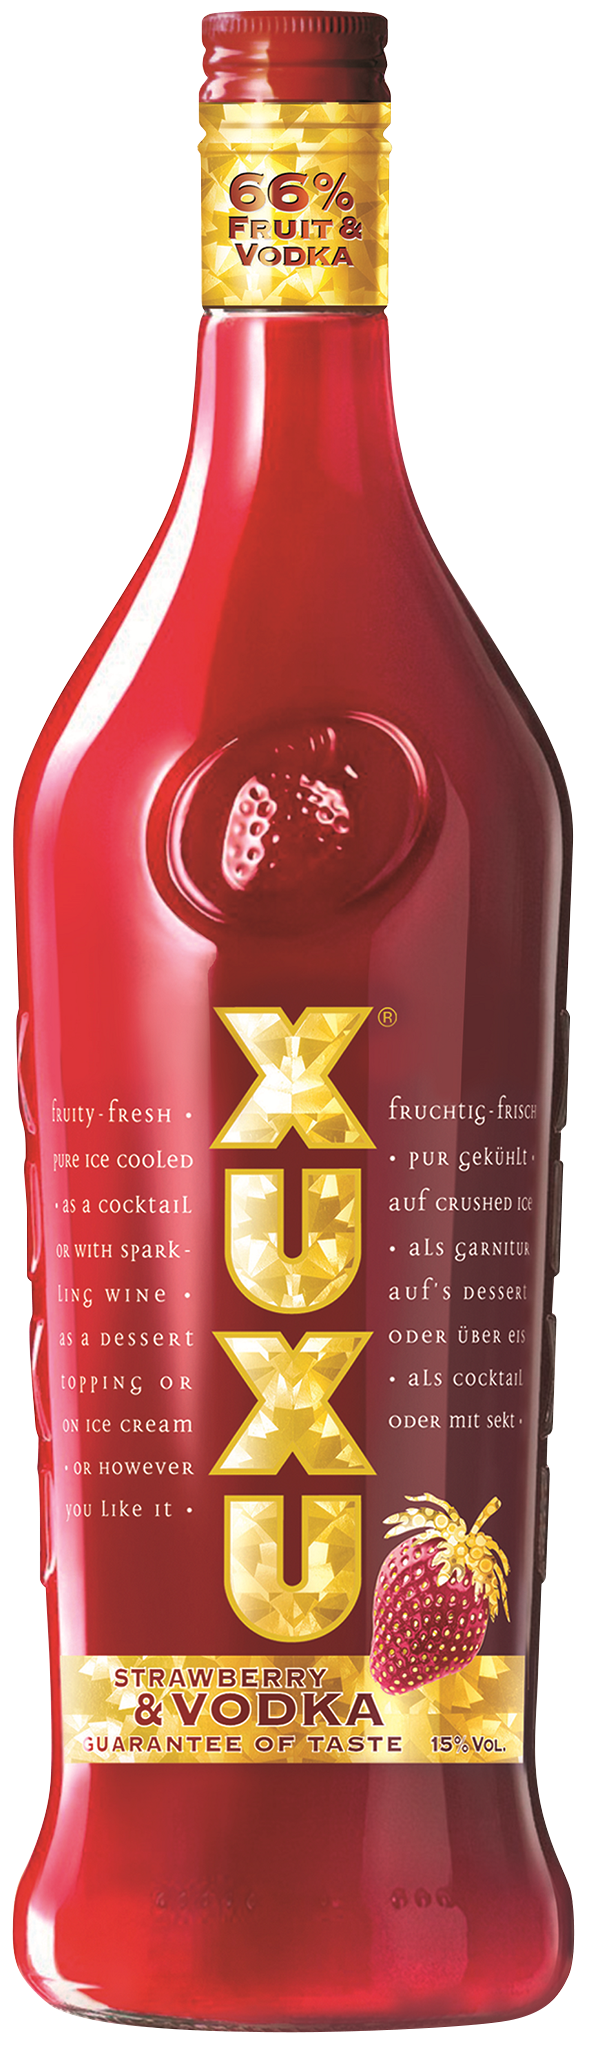 66%
FRUIT &
VODKA
XUXU®
fruity-fresh •
pure ice cooled
• as a cocktail
or with spark-
ling wine •
as a dessert
topping or
on ice cream
• or however
you like it •
fruchtig-frisch
• pur gekühlt •
auf crushed ice
• als garnitur
auf's dessert
oder über eis
• als cocktail
oder mit sekt •
STRAWBERRY
& VODKA
GUARANTEE OF TASTE 15% VOL.